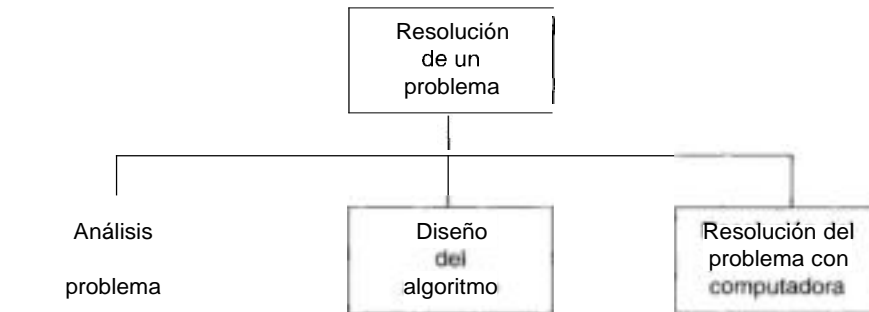 Resolución
de un
problema
Análisis
problema
Diseño
del
algoritmo
Resolución del
problema con
computadora